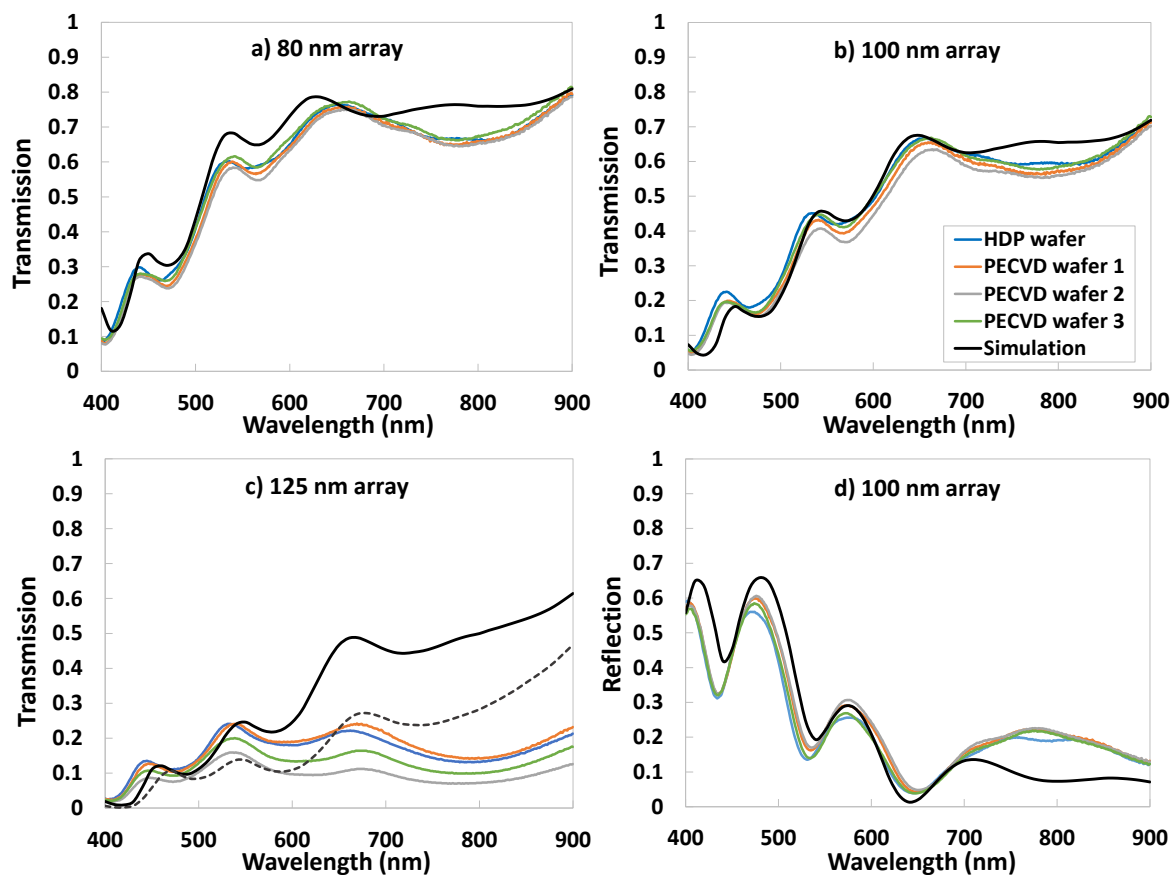 a) 80 nm array
Transmission
1
0.9
0.8
0.7
0.6
0.5
0.4
0.3
0.2
0.1
0
400 500 600 700 800 900
Wavelength (nm)
b) 100 nm array
Transmission
1
0.9
0.8
0.7
0.6
0.5
0.4
0.3
0.2
0.1
0
HDP wafer
PECVD wafer 1
PECVD wafer 2
PECVD wafer 3
Simulation
400 500 600 700 800 900
Wavelength (nm)
c) 125 nm array
Transmission
1
0.9
0.8
0.7
0.6
0.5
0.4
0.3
0.2
0.1
0
400 500 600 700 800 900
Wavelength (nm)
d) 100 nm array
Reflection
1
0.9
0.8
0.7
0.6
0.5
0.4
0.3
0.2
0.1
0
400 500 600 700 800 900
Wavelength (nm)